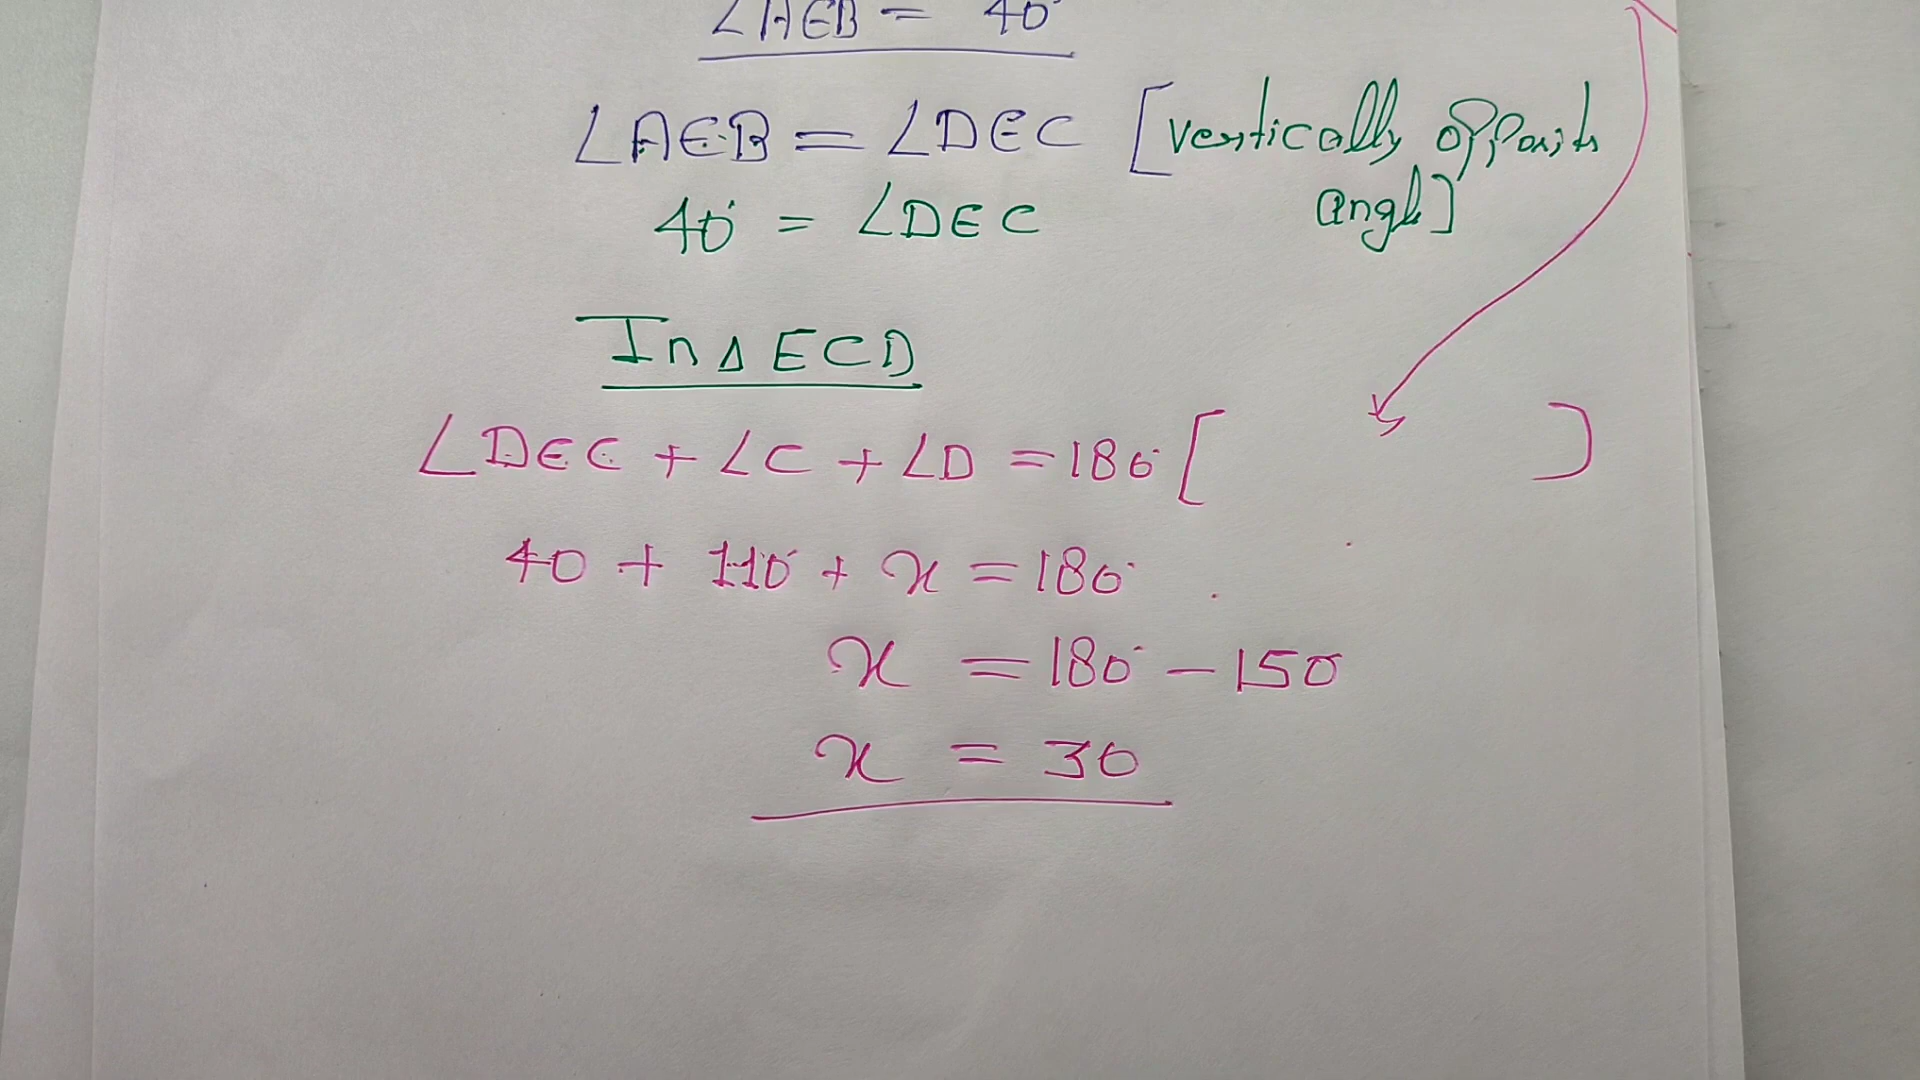 ∠AEB = 40°
∠AEB = ∠DEC [vertically opposite
angle]
40° = ∠DEC
In Δ ECD
∠DEC + ∠C + ∠D = 180° [ ]
40 + 110° + x = 180°
x = 180° - 150
x = 30